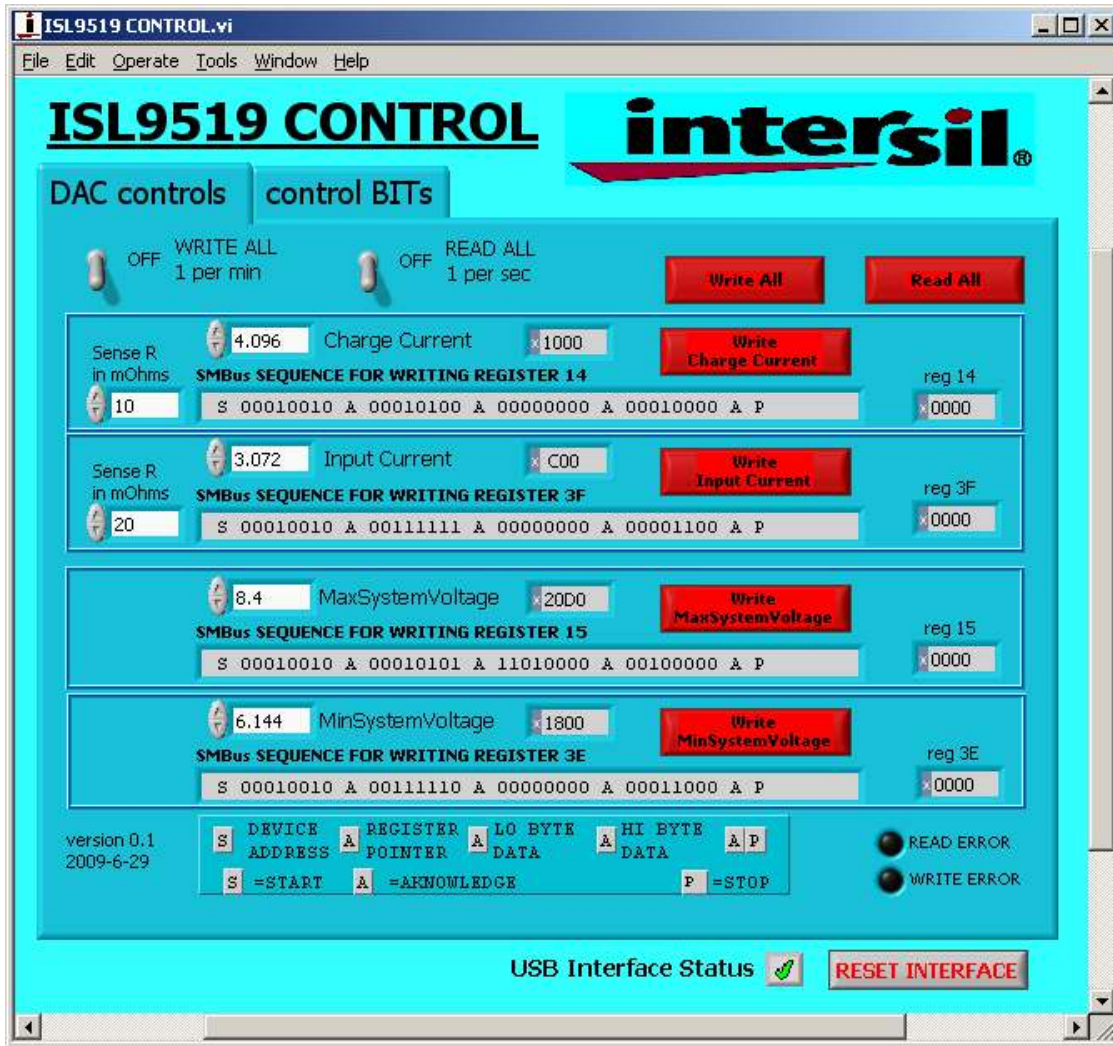 ISL9519 CONTROL.vi
File Edit Operate Tools Window Help
ISL9519 CONTROL
intersil®
DAC controls control BITs
OFF WRITE ALL 1 per min
OFF READ ALL 1 per sec
Write All
Read All
Sense R in mOhms
10
4.096 Charge Current x1000
Write Charge Current
SMBus SEQUENCE FOR WRITING REGISTER 14
S 00010010 A 00010100 A 00000000 A 00010000 A P
reg 14
x0000
Sense R in mOhms
20
3.072 Input Current x C00
Write Input Current
SMBus SEQUENCE FOR WRITING REGISTER 3F
S 00010010 A 00111111 A 00000000 A 00001100 A P
reg 3F
x0000
8.4 MaxSystemVoltage x20D0
Write MaxSystemVoltage
SMBus SEQUENCE FOR WRITING REGISTER 15
S 00010010 A 00010101 A 11010000 A 00100000 A P
reg 15
x0000
6.144 MinSystemVoltage x1800
Write MinSystemVoltage
SMBus SEQUENCE FOR WRITING REGISTER 3E
S 00010010 A 00111110 A 00000000 A 00011000 A P
reg 3E
x0000
version 0.1
2009-6-29
S DEVICE ADDRESS A REGISTER POINTER A LO BYTE DATA A HI BYTE DATA A P
S =START A =AKNOWLEDGE P =STOP
READ ERROR
WRITE ERROR
USB Interface Status
RESET INTERFACE